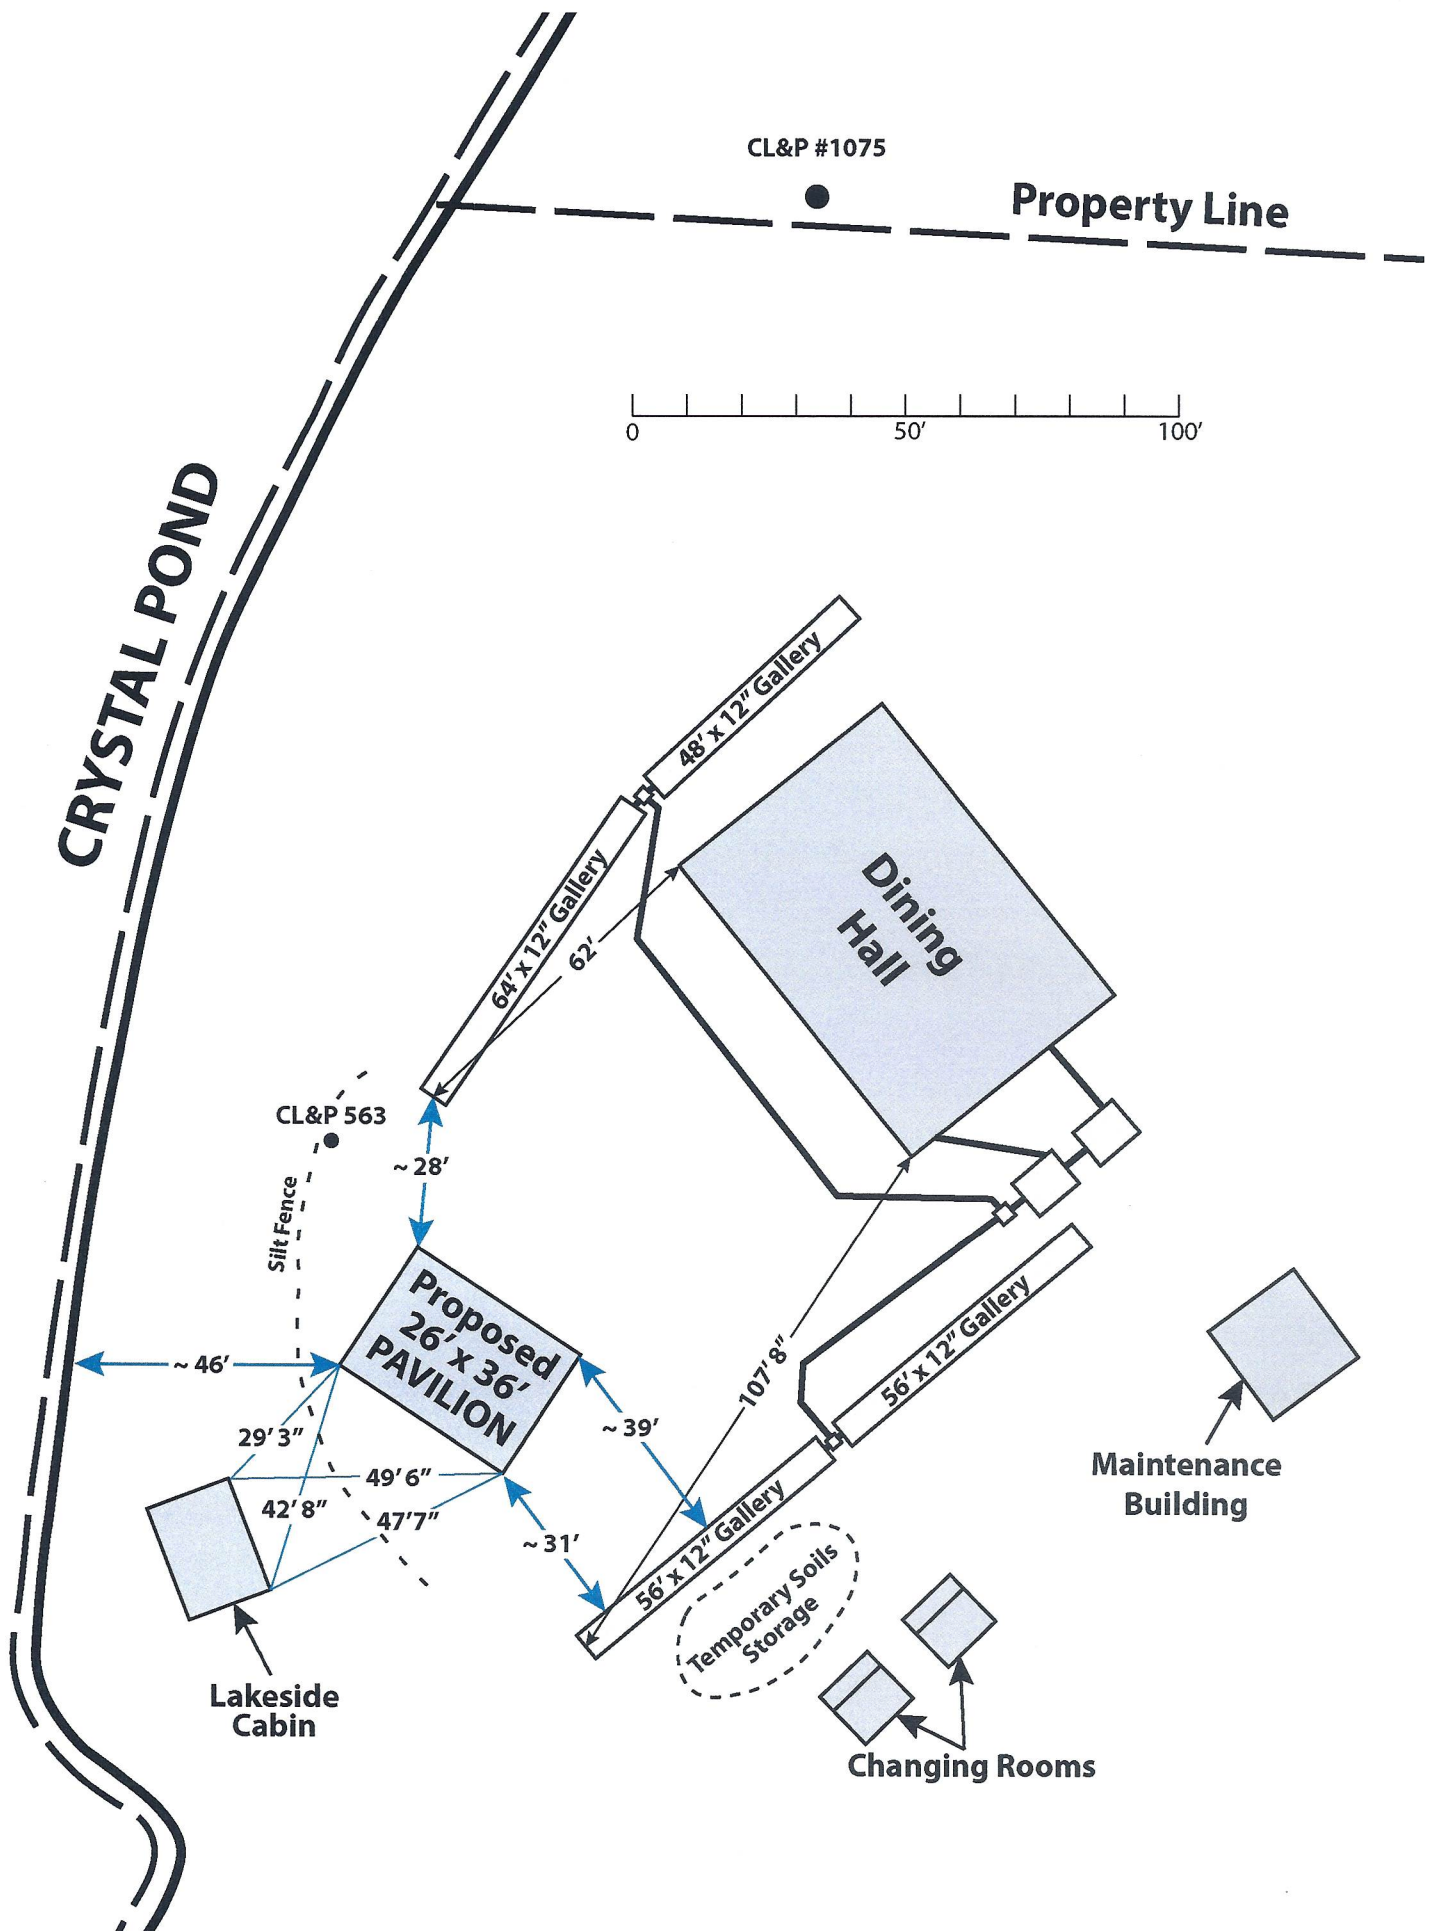 CL&P #1075
Property Line
0
50'
100'
CRYSTAL POND
48' x 12" Gallery
64' x 12" Gallery
62'
Dining
Hall
CL&P 563
~ 28'
Silt Fence
Proposed
26' x 36'
PAVILION
~ 46'
29' 3"
49' 6"
42' 8"
47'7"
~ 39'
~ 31'
107' 8"
56' x 12" Gallery
56' x 12" Gallery
Temporary Soils
Storage
Maintenance
Building
Lakeside
Cabin
Changing Rooms